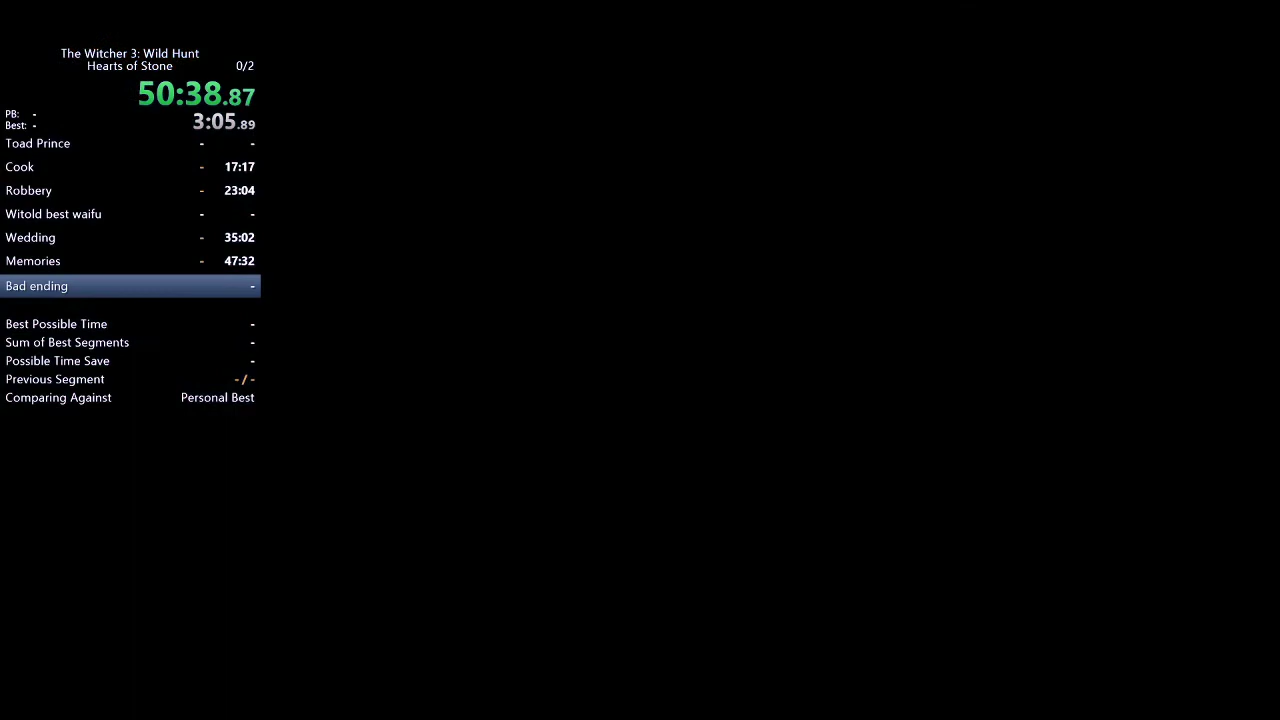 The Witcher 3: Wild Hunt
Hearts of Stone 0/2
50:38.87
PB: -
3:05.89
Best: -
Toad Prince - -
Cook - 17:17
Robbery - 23:04
Witold best waifu - -
Wedding - 35:02
Memories - 47:32
Bad ending -
Best Possible Time -
Sum of Best Segments -
Possible Time Save -
Previous Segment - / -
Comparing Against Personal Best